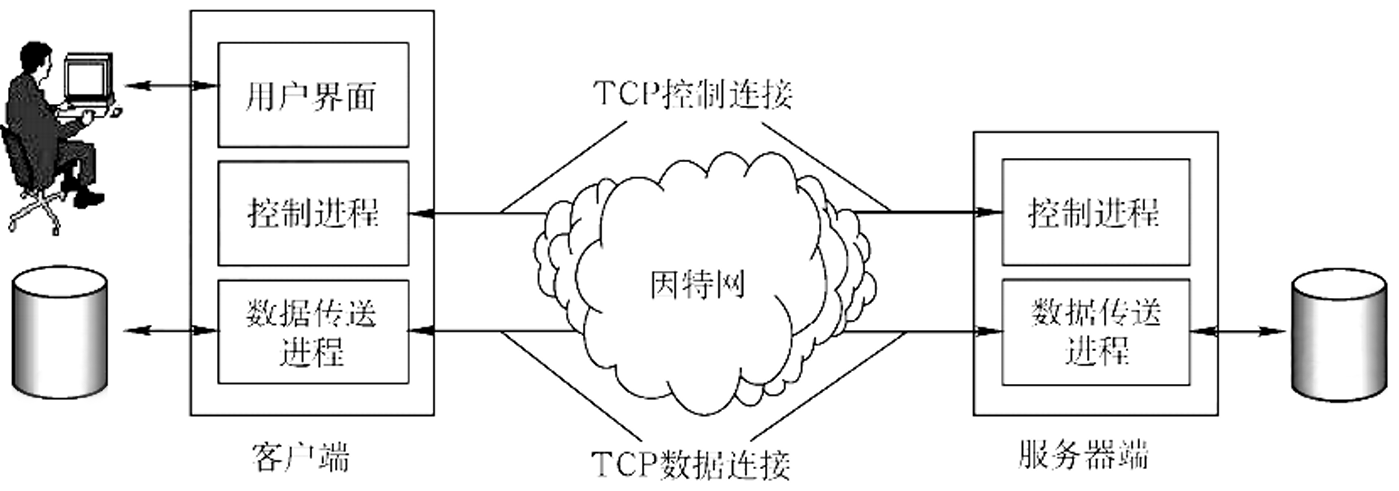 用户界面
TCP控制连接
控制进程
控制进程
因特网
数据传送
进程
数据传送
进程
客户端
TCP数据连接
服务器端